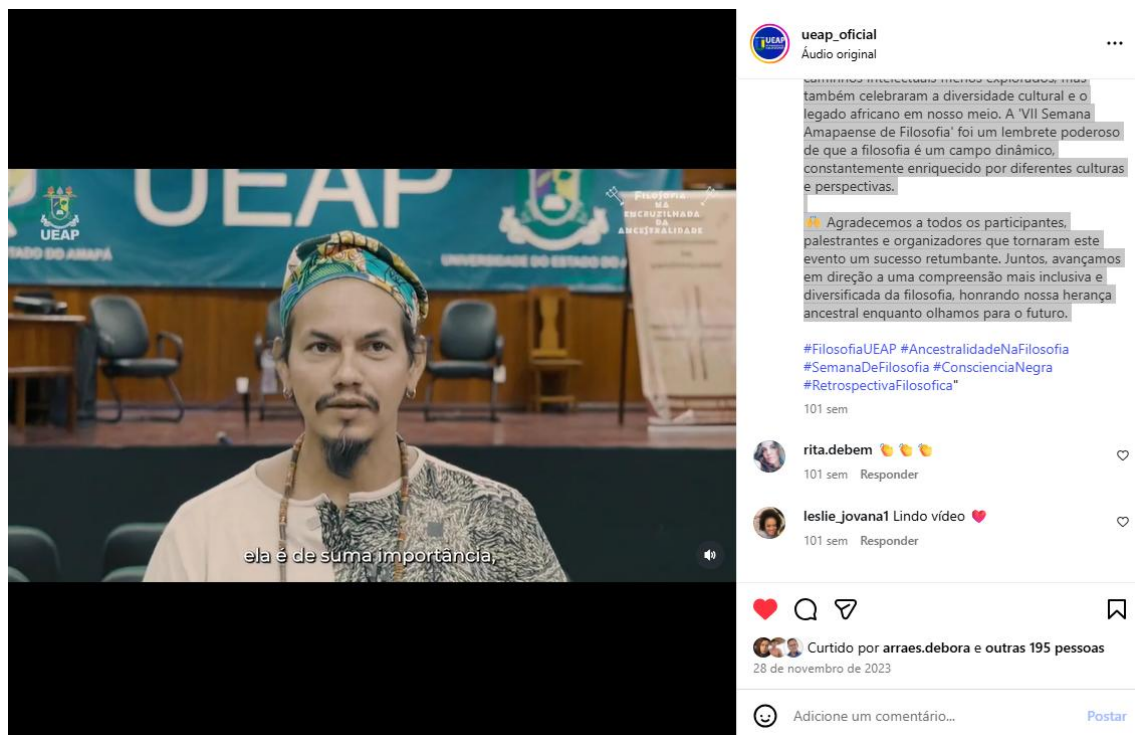 ueap_oficial
Áudio original
caminhos intelectuais menos explorados, mas
também celebraram a diversidade cultural e o
legado africano em nosso meio. A 'VII Semana
Amapaense de Filosofia' foi um lembrete poderoso
de que a filosofia é um campo dinâmico,
constantemente enriquecido por diferentes culturas
e perspectivas.
🙌 Agradecemos a todos os participantes,
palestrantes e organizadores que tornaram este
evento um sucesso retumbante. Juntos, avançamos
em direção a uma compreensão mais inclusiva e
diversificada da filosofia, honrando nossa herança
ancestral enquanto olhamos para o futuro.
#FilosofiaUEAP #AncestralidadeNaFilosofia
#SemanaDeFilosofia #ConscienciaNegra
#RetrospectivaFilosofica"
101 sem
rita.debem 👏 👏 👏
101 sem Responder
leslie_jovana1 Lindo vídeo ❤️
101 sem Responder
Curtido por arraes.debora e outras 195 pessoas
28 de novembro de 2023
Adicione um comentário... Postar
UEAP
UEAP
FILOSOFIA
NA
ENCRUZILHADA
DA
ANCESTRALIDADE
TADO DO AMAPÁ
UNIVERSIDADE DO ESTADO DO A
ela é de suma importância,